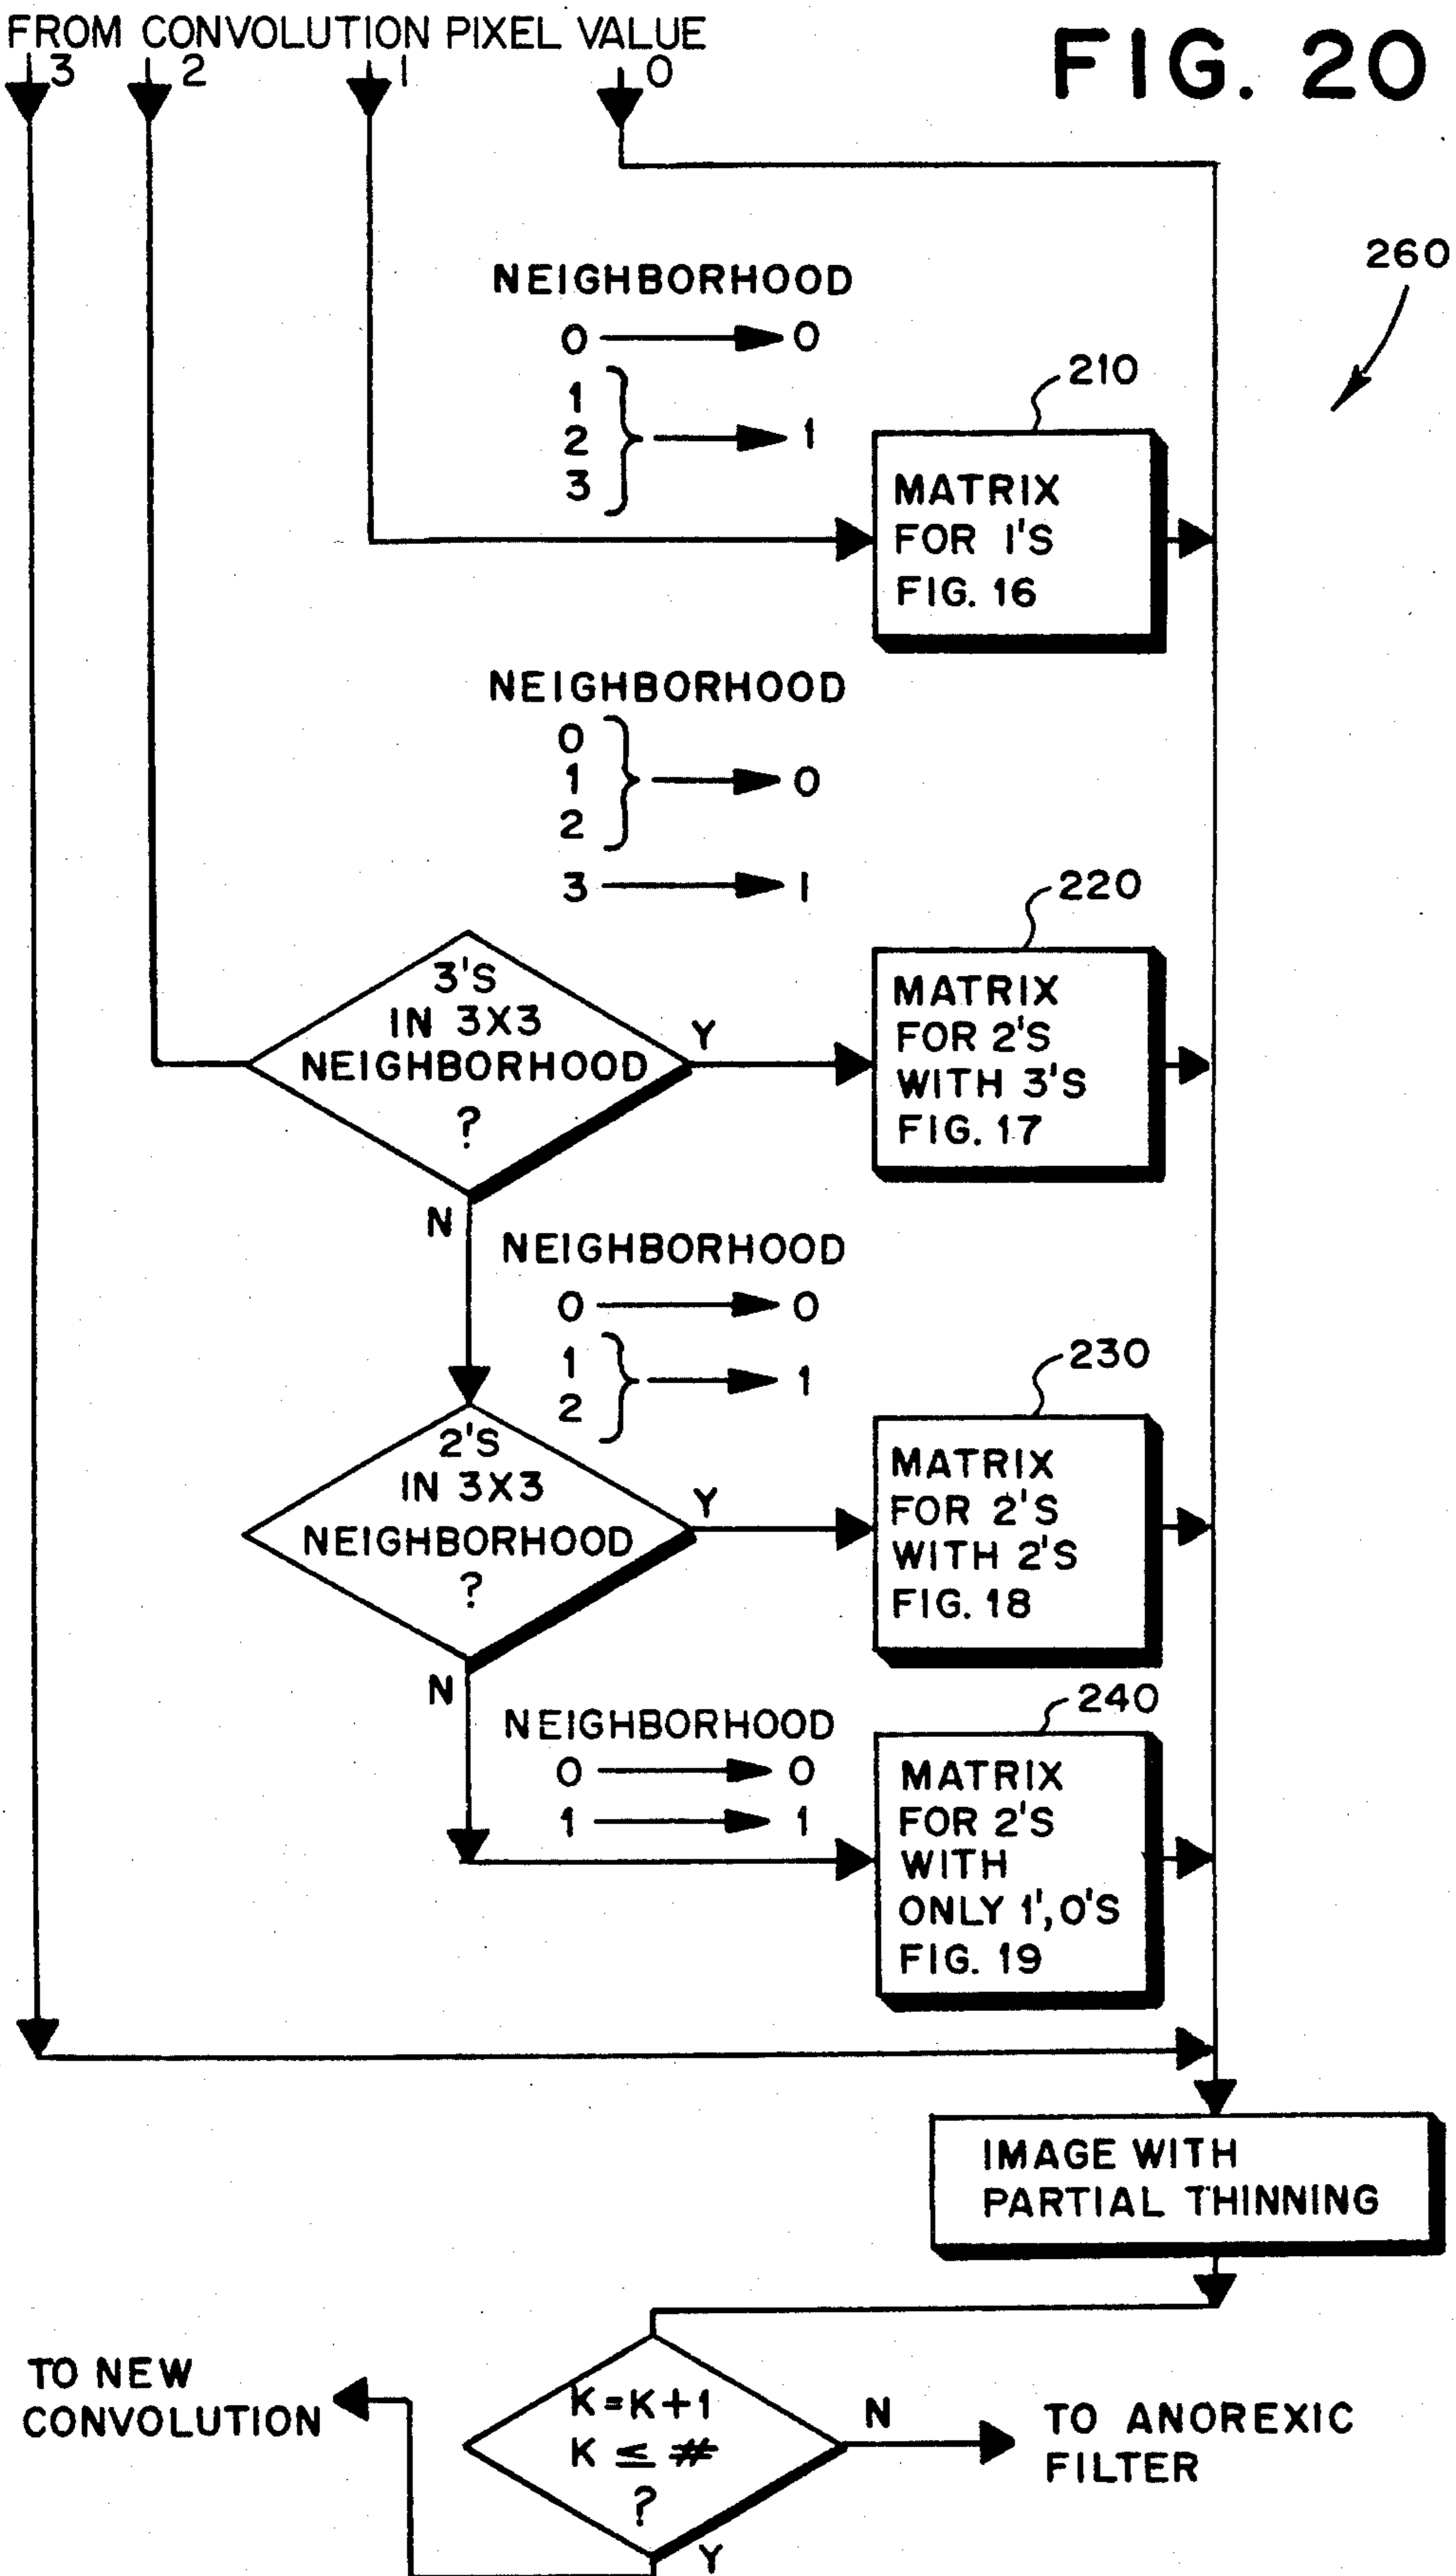 FROM CONVOLUTION PIXEL VALUE
FIG. 20
3 2 1 0
260
NEIGHBORHOOD
0 0
1
2 1
3
210
MATRIX
FOR 1'S
FIG. 16
NEIGHBORHOOD
0
1 0
2
3 1
220
3'S
IN 3X3
NEIGHBORHOOD
?
Y
N
MATRIX
FOR 2'S
WITH 3'S
FIG. 17
NEIGHBORHOOD
0 0
1
2 1
230
2'S
IN 3X3
NEIGHBORHOOD
?
Y
N
MATRIX
FOR 2'S
WITH 2'S
FIG. 18
NEIGHBORHOOD
0 0
1 1
240
MATRIX
FOR 2'S
WITH
ONLY 1',0'S
FIG. 19
IMAGE WITH
PARTIAL THINNING
TO NEW
CONVOLUTION
K=K+1
K ≤ #
?
N
Y
TO ANOREXIC
FILTER